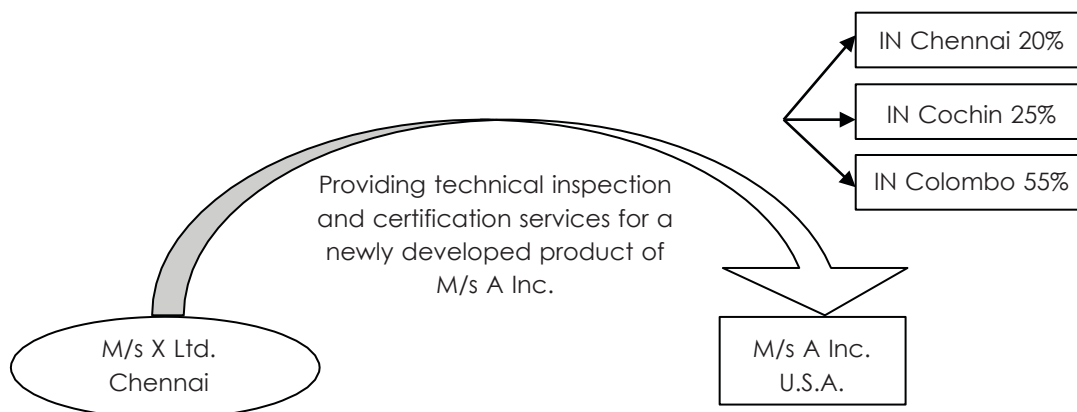 IN Chennai 20%
IN Cochin 25%
IN Colombo 55%
Providing technical inspection
and certification services for a
newly developed product of
M/s A Inc.
M/s X Ltd.
Chennai
M/s A Inc.
U.S.A.